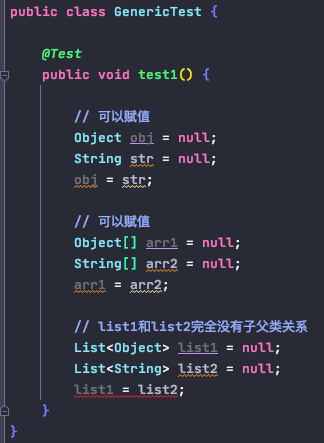 public class GenericTest {
@Test
public void test1() {
// 可以赋值
Object obj = null;
String str = null;
obj = str;
// 可以赋值
Object[] arr1 = null;
String[] arr2 = null;
arr1 = arr2;
// list1和list2完全没有子父类关系
List<Object> list1 = null;
List<String> list2 = null;
list1 = list2;
}
}